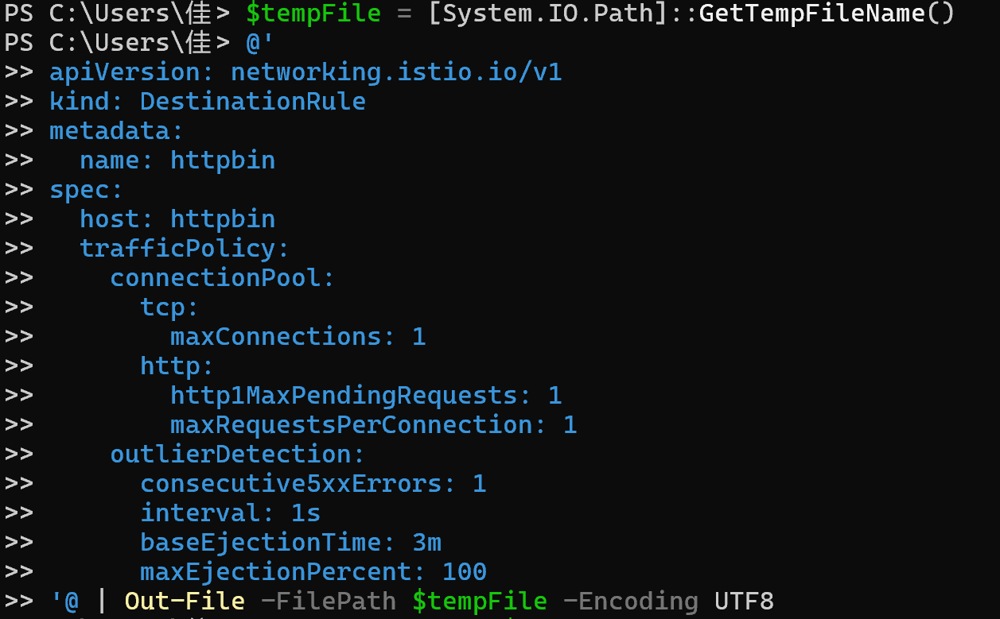 PS C:\Users\佳> $tempFile = [System.IO.Path]::GetTempFileName()
PS C:\Users\佳> @'
>> apiVersion: networking.istio.io/v1
>> kind: DestinationRule
>> metadata:
>>   name: httpbin
>> spec:
>>   host: httpbin
>>   trafficPolicy:
>>     connectionPool:
>>       tcp:
>>         maxConnections: 1
>>       http:
>>         http1MaxPendingRequests: 1
>>         maxRequestsPerConnection: 1
>>     outlierDetection:
>>       consecutive5xxErrors: 1
>>       interval: 1s
>>       baseEjectionTime: 3m
>>       maxEjectionPercent: 100
>> '@ | Out-File -FilePath $tempFile -Encoding UTF8